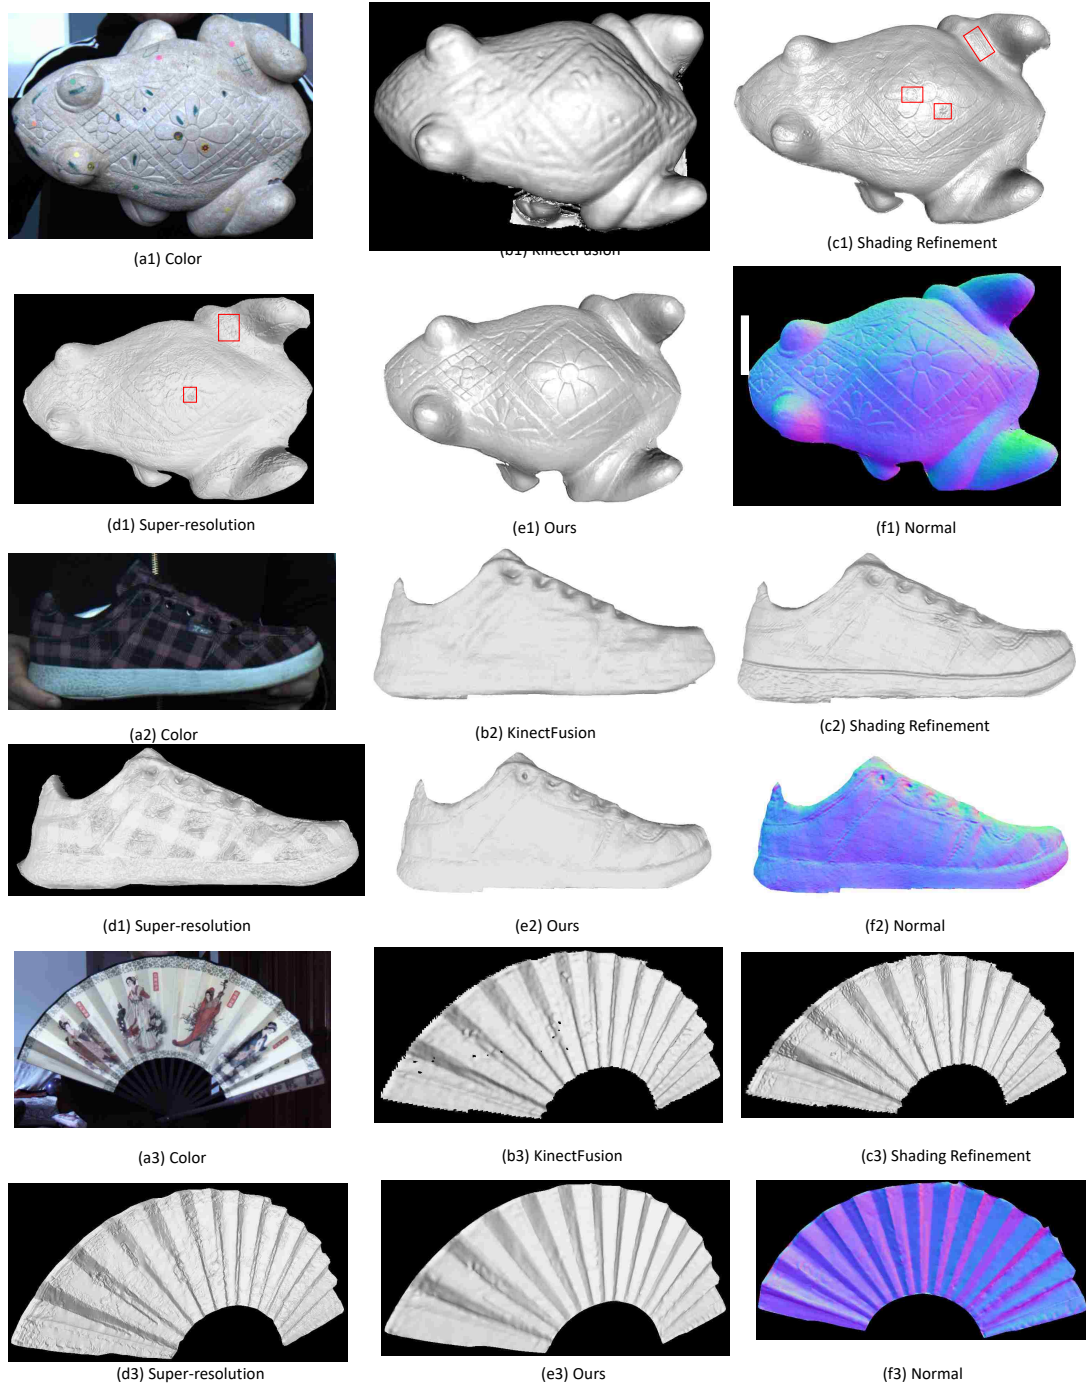 (a1) Color
(b1) KinectFusion
(c1) Shading Refinement
(d1) Super-resolution
(e1) Ours
(f1) Normal
(a2) Color
(b2) KinectFusion
(c2) Shading Refinement
(d1) Super-resolution
(e2) Ours
(f2) Normal
(a3) Color
(b3) KinectFusion
(c3) Shading Refinement
(d3) Super-resolution
(e3) Ours
(f3) Normal